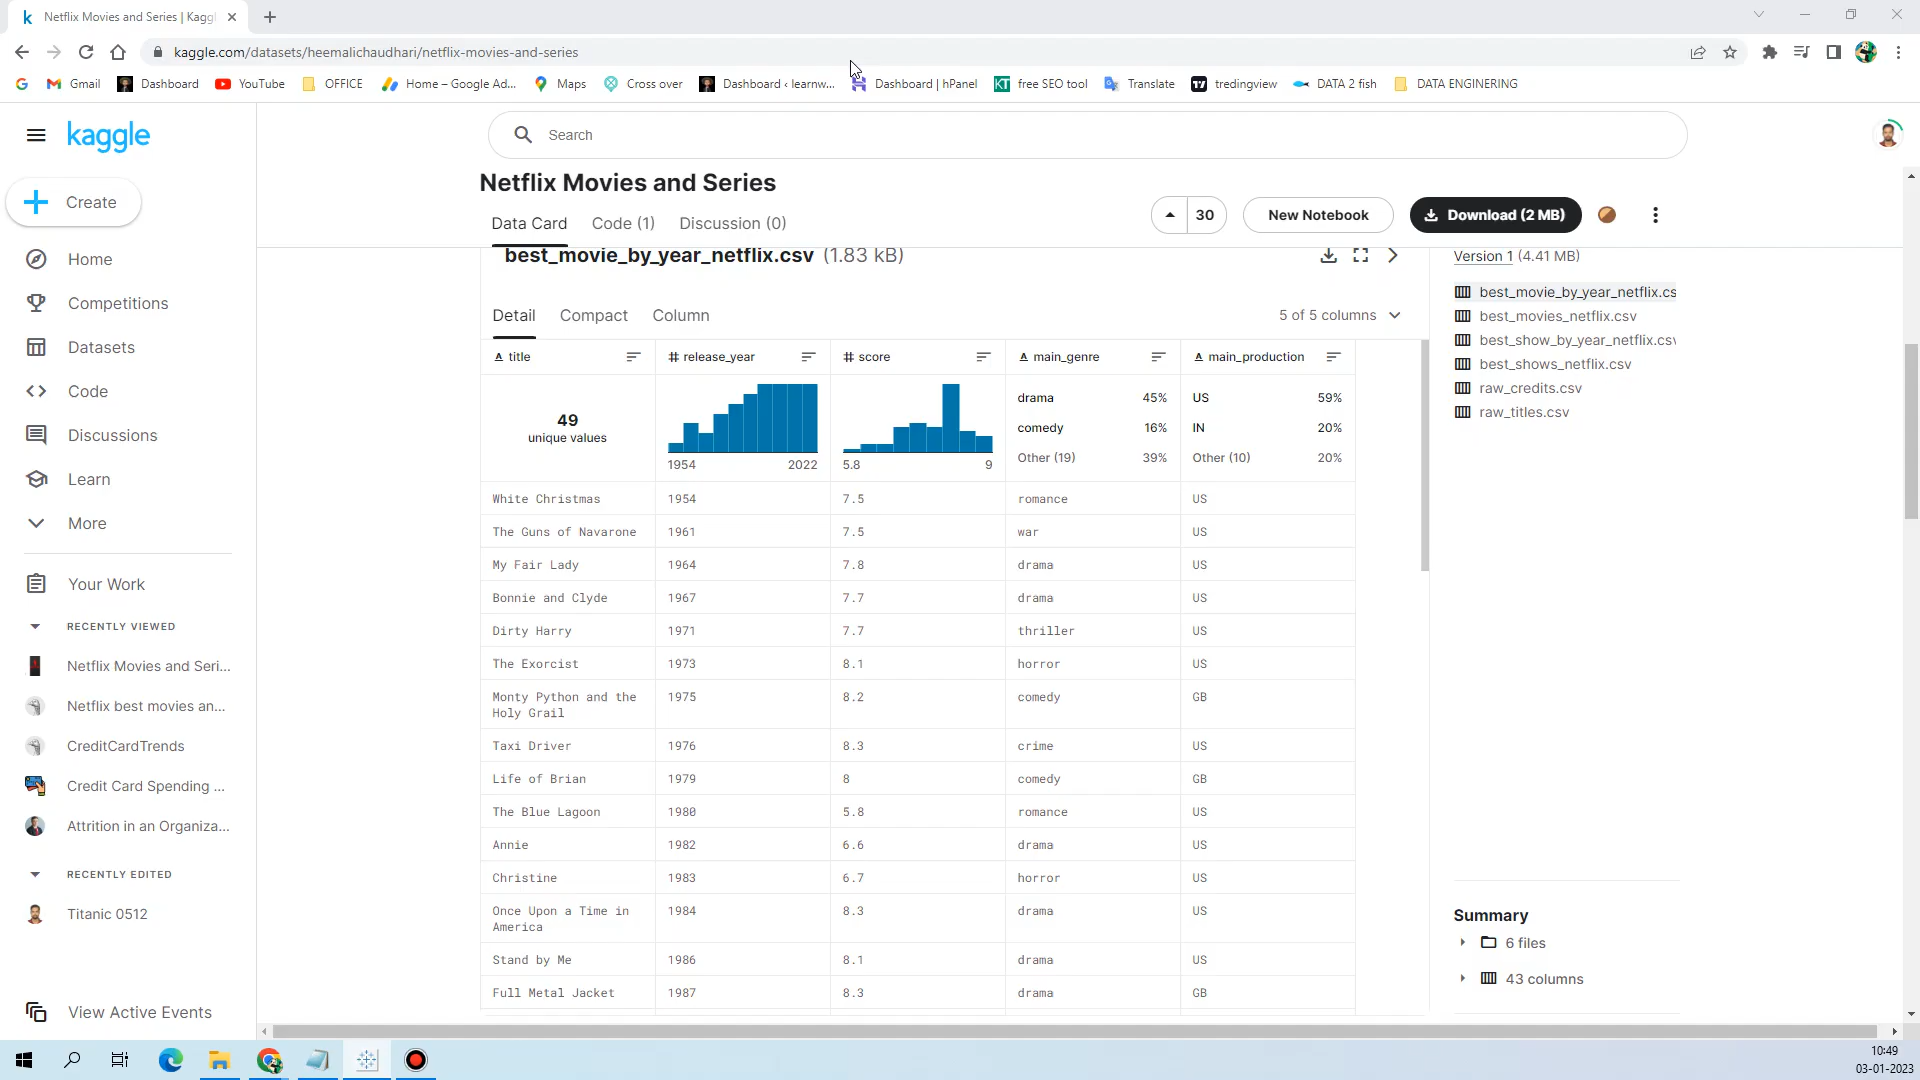 Netflix Movies and Series | Kagg
kaggle.com/datasets/heemalichaudhari/netflix-movies-and-series
Gmail Dashboard YouTube OFFICE Home – Google Ad... Maps Cross over Dashboard ‹ learnw... Dashboard | hPanel free SEO tool Translate tredingview DATA 2 fish DATA ENGINERING
kaggle
Search
Create
Home
Competitions
Datasets
Code
Discussions
Learn
More
Your Work
RECENTLY VIEWED
Netflix Movies and Seri...
Netflix best movies an...
CreditCardTrends
Credit Card Spending ...
Attrition in an Organiza...
RECENTLY EDITED
Titanic 0512
View Active Events
Netflix Movies and Series
Data Card Code (1) Discussion (0)
30 New Notebook Download (2 MB)
best_movie_by_year_netflix.csv (1.83 kB)
Detail Compact Column 5 of 5 columns
title release_year score main_genre main_production
49
unique values
1954 2022
5.8 9
drama 45%
comedy 16%
Other (19) 39%
US 59%
IN 20%
Other (10) 20%
White Christmas 1954 7.5 romance US
The Guns of Navarone 1961 7.5 war US
My Fair Lady 1964 7.8 drama US
Bonnie and Clyde 1967 7.7 drama US
Dirty Harry 1971 7.7 thriller US
The Exorcist 1973 8.1 horror US
Monty Python and the 1975 8.2 comedy GB
Holy Grail
Taxi Driver 1976 8.3 crime US
Life of Brian 1979 8 comedy GB
The Blue Lagoon 1980 5.8 romance US
Annie 1982 6.6 drama US
Christine 1983 6.7 horror US
Once Upon a Time in 1984 8.3 drama US
America
Stand by Me 1986 8.1 drama US
Full Metal Jacket 1987 8.3 drama GB
Version 1 (4.41 MB)
best_movie_by_year_netflix.cs
best_movies_netflix.csv
best_show_by_year_netflix.csv
best_shows_netflix.csv
raw_credits.csv
raw_titles.csv
Summary
6 files
43 columns
10:49
03-01-2023